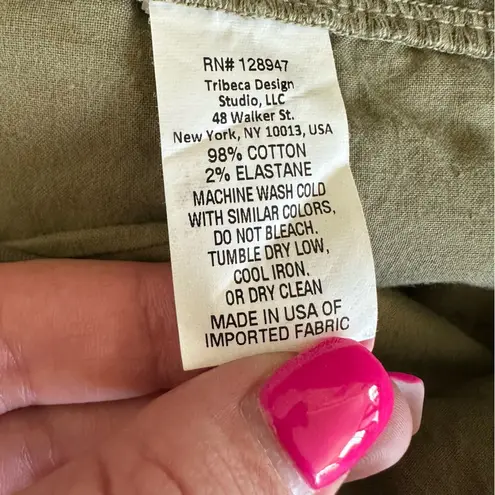 RN# 128947
Tribeca Design
Studio, LLC
48 Walker St.
New York, NY 10013, USA
98% COTTON
2% ELASTANE
MACHINE WASH COLD
WITH SIMILAR COLORS,
DO NOT BLEACH.
TUMBLE DRY LOW,
COOL IRON.
OR DRY CLEAN
MADE IN USA OF
IMPORTED FABRIC